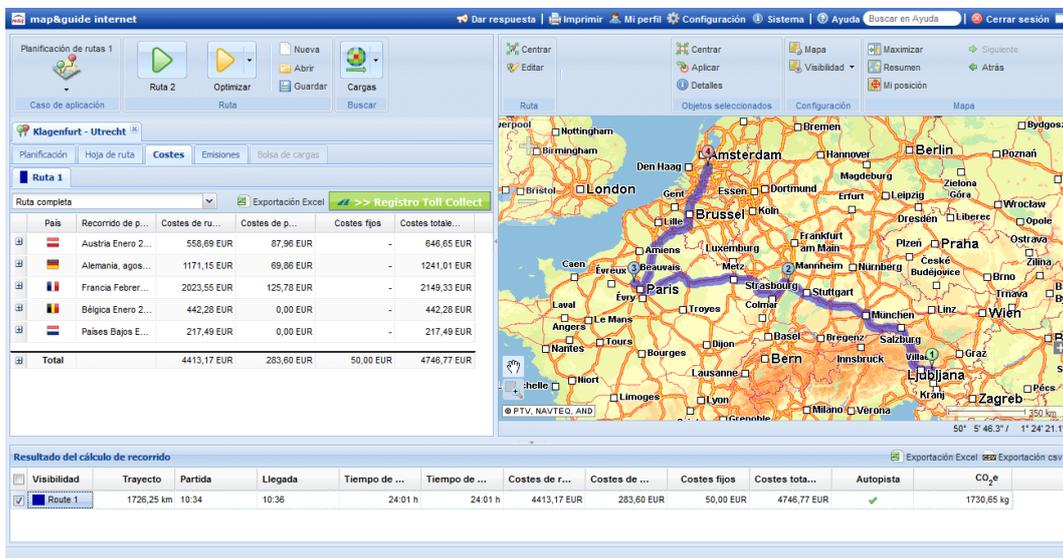 map&guide internet
Dar respuesta Imprimir Mi perfil Configuración Sistema Ayuda Buscar en Ayuda Cerrar sesión
Planificación de rutas 1
Caso de aplicación
Ruta 2
Optimizar
Nueva
Abrir
Guardar
Ruta
Cargas
Buscar
Centrar
Editar
Ruta
Centrar
Aplicar
Detalles
Objetos seleccionados
Mapa
Visibilidad
Configuración
Maximizar
Resumen
Mi posición
Siguiente
Atrás
Mapa
Klagenfurt - Utrecht
Planificación Hoja de ruta Costes Emisiones Bolsa de cargas
Ruta 1
Ruta completa Exportación Excel >> Registro Toll Collect
País Recorrido de p... Costes de ru... Costes de p... Costes fijos Costes totale...
Austria Enero 2... 558,69 EUR 87,96 EUR - 646,65 EUR
Alemania, agos... 1171,15 EUR 69,86 EUR - 1241,01 EUR
Francia Febrer... 2023,55 EUR 125,78 EUR - 2149,33 EUR
Bélgica Enero 2... 442,28 EUR 0,00 EUR - 442,28 EUR
Países Bajos E... 217,49 EUR 0,00 EUR - 217,49 EUR
Total 4413,17 EUR 283,60 EUR 50,00 EUR 4746,77 EUR
verpool Nottingham Bremen Bydgosz
Birmingham 4 Amsterdam Hannover Berlin Poznań
Den Haag Magdeburg Zielona Góra
Bristol London Gent Essen Dortmund Erfurt Leipzig Wrocław
Lille Brussel Köln Dresden Liberec Opole
Amiens Luxemburg Frankfurt am Main Plzeň Praha Ostrava
Caen Évreux 3 Beauvais Metz 2 Mannheim Nürnberg České Budějovice Brno Žilina
Paris Strasbourg Stuttgart Trnava
Laval Évry Troyes Colmar München Linz Wien
Angers Le Mans Basel Bregenz Salzburg
Nantes Tours Bourges Dijon Bern Innsbruck Villac 1 Graz
Lausanne Ljubljana
chelle Niort Kranj Pécs
Limoges Lyon Zagreb
© PTV, NAVTEQ, AND Grenoble Milano Verona 350 km
50° 5' 46.3" / 1° 24' 21.1
Resultado del cálculo de recorrido Exportación Excel CSV Exportación csv
Visibilidad Trayecto Partida Llegada Tiempo de ... Tiempo de ... Costes de r... Costes de ... Costes fijos Costes tota... Autopista CO2e
Route 1 1726,25 km 10:34 10:36 24:01 h 24:01 h 4413,17 EUR 283,60 EUR 50,00 EUR 4746,77 EUR 1730,65 kg